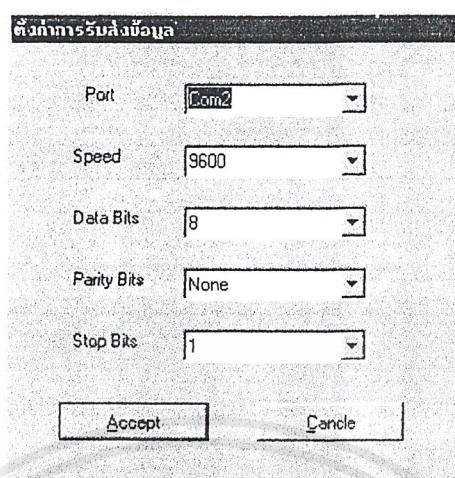 ตั้งค่าการรับส่งข้อมูล
Port Com2
Speed 9600
Data Bits 8
Parity Bits None
Stop Bits 1
Accept Cancle